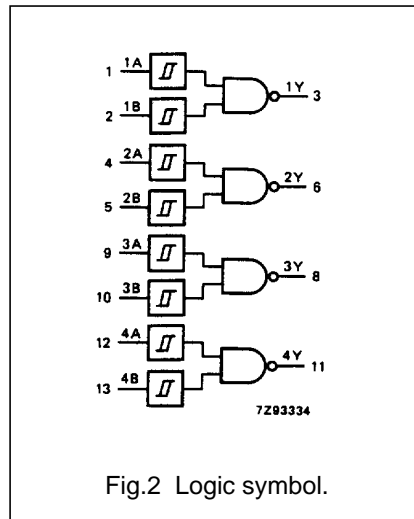 1 1A
1Y 3
2 1B
4 2A
2Y 6
5 2B
9 3A
3Y 8
10 3B
12 4A
4Y 11
13 4B
7Z93334
Fig.2 Logic symbol.